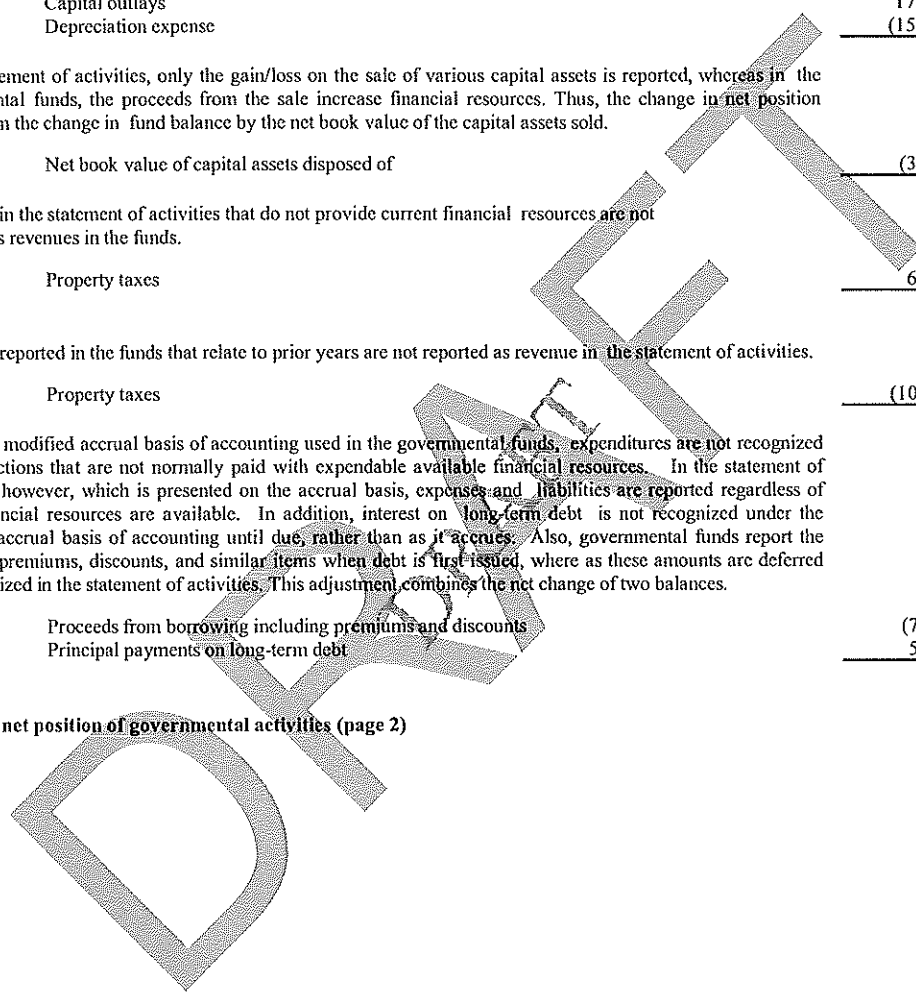 Capital outlays 17
Depreciation expense (15
ement of activities, only the gain/loss on the sale of various capital assets is reported, whereas in the
ntal funds, the proceeds from the sale increase financial resources. Thus, the change in net position
n the change in fund balance by the net book value of the capital assets sold.
Net book value of capital assets disposed of (3
in the statement of activities that do not provide current financial resources are not
s revenues in the funds.
Property taxes 6
reported in the funds that relate to prior years are not reported as revenue in the statement of activities.
Property taxes (10
modified accrual basis of accounting used in the governmental funds, expenditures are not recognized
ctions that are not normally paid with expendable available financial resources. In the statement of
however, which is presented on the accrual basis, expenses and liabilities are reported regardless of
ncial resources are available. In addition, interest on long-term debt is not recognized under the
accrual basis of accounting until due, rather than as it accrues. Also, governmental funds report the
premiums, discounts, and similar items when debt is first issued, where as these amounts are deferred
ized in the statement of activities. This adjustment combines the net change of two balances.
Proceeds from borrowing including premiums and discounts (7
Principal payments on long-term debt 5
net position of governmental activities (page 2)
DRAFT
DRAFT